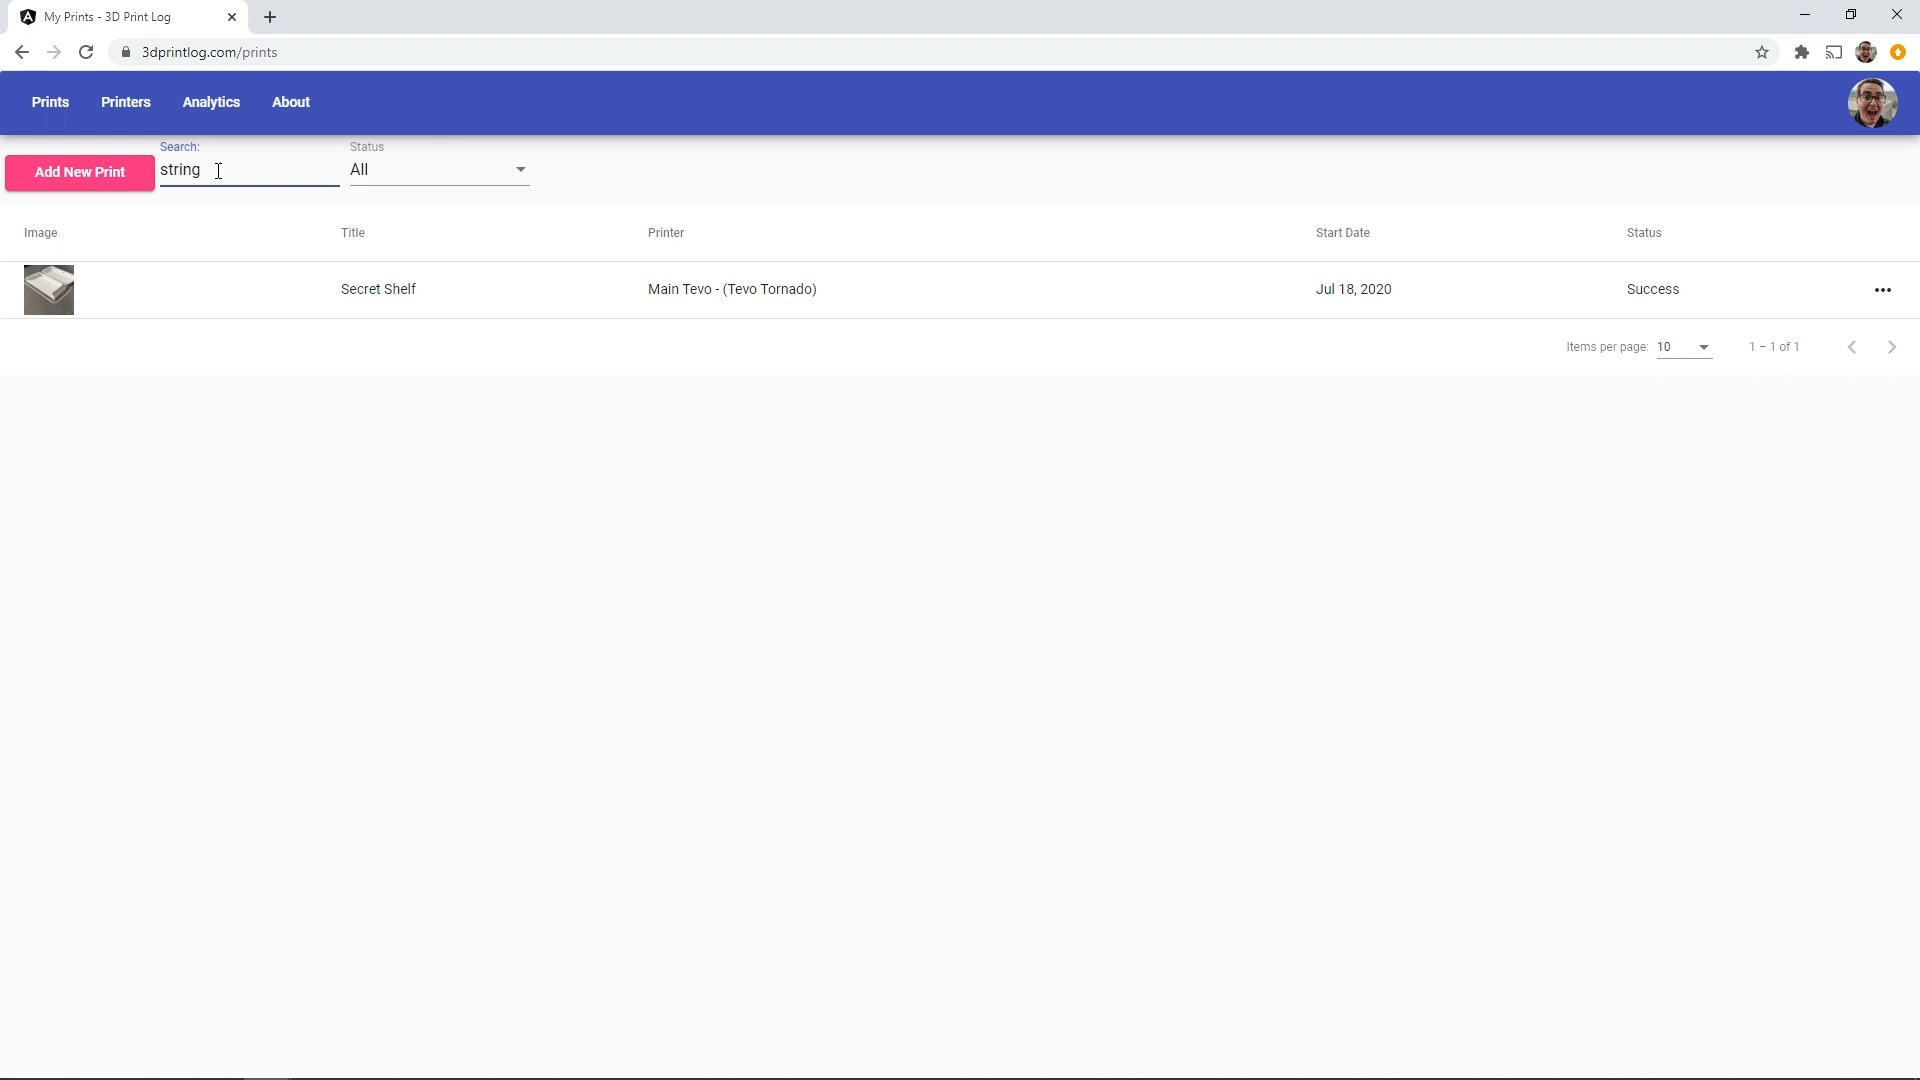 My Prints - 3D Print Log
3dprintlog.com/prints
Prints Printers Analytics About
Search: Status
Add New Print string All
Image Title Printer Start Date Status
Secret Shelf Main Tevo - (Tevo Tornado) Jul 18, 2020 Success
Items per page: 10 1 – 1 of 1